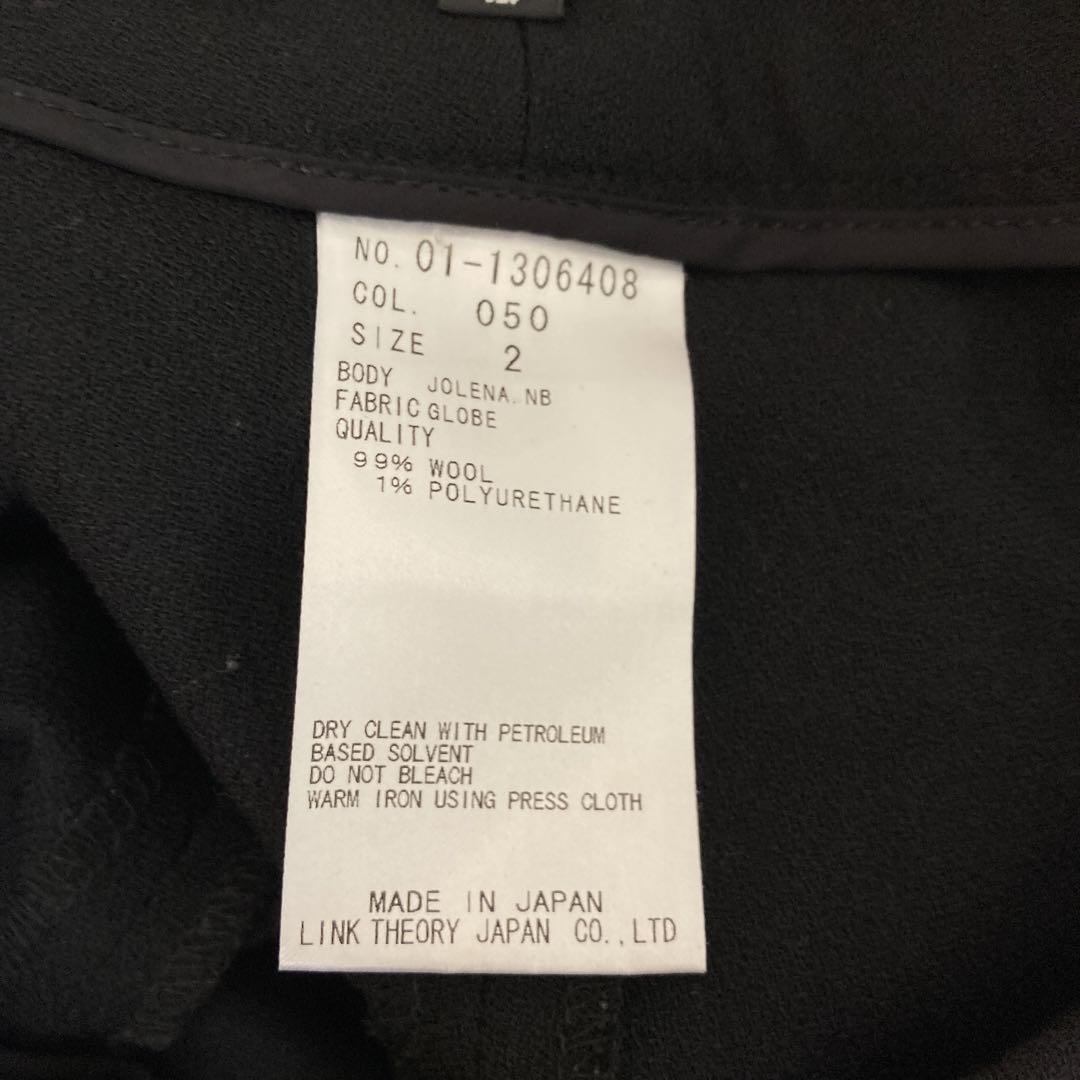 NO. 01-1306408
COL. 050
SIZE 2
BODY JOLENA. NB
FABRIC GLOBE
QUALITY
99% WOOL
1% POLYURETHANE
DRY CLEAN WITH PETROLEUM
BASED SOLVENT
DO NOT BLEACH
WARM IRON USING PRESS CLOTH
MADE IN JAPAN
LINK THEORY JAPAN CO.,LTD